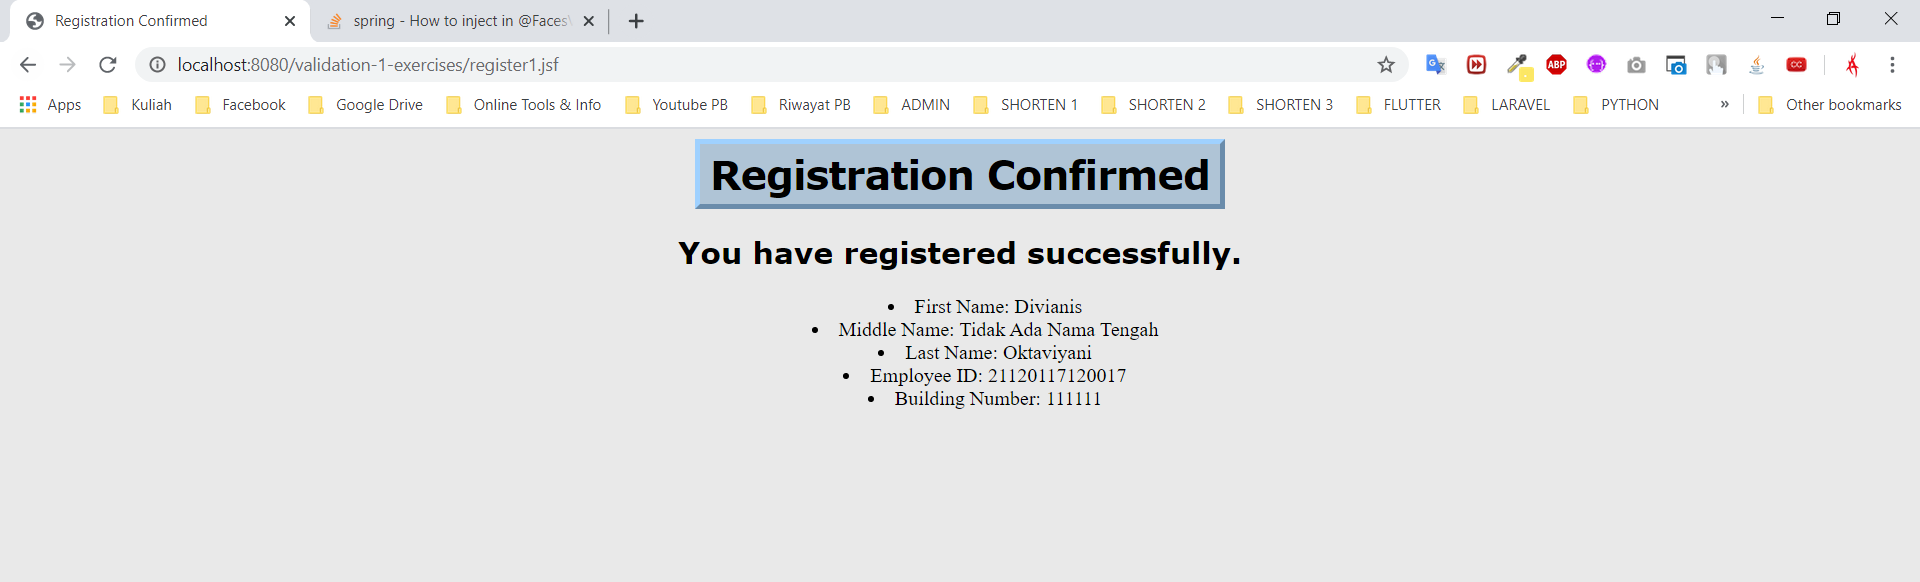 Registration Confirmed
spring - How to inject in @Faces
localhost:8080/validation-1-exercises/register1.jsf
ABP
CC
Apps Kuliah Facebook Google Drive Online Tools & Info Youtube PB Riwayat PB ADMIN SHORTEN 1 SHORTEN 2 SHORTEN 3 FLUTTER LARAVEL PYTHON » Other bookmarks
Registration Confirmed
You have registered successfully.
• First Name: Divianis
• Middle Name: Tidak Ada Nama Tengah
• Last Name: Oktaviyani
• Employee ID: 21120117120017
• Building Number: 111111